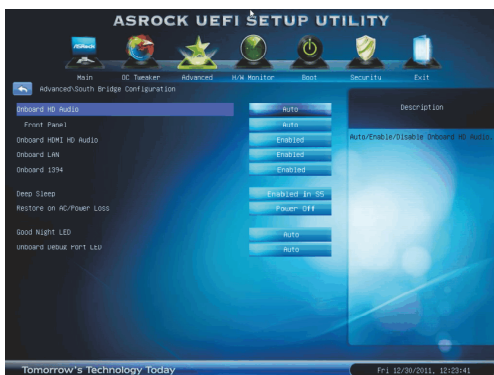 ASROCK UEFI SETUP UTILITY
ASRock
Main OC Tweaker Advanced H/W Monitor Boot Security Exit
Advanced\South Bridge Configuration
Description
Onboard HD Audio Auto
Front Panel Auto
Auto/Enable/Disable Onboard HD Audio.
Onboard HDMI HD Audio Enabled
Onboard LAN Enabled
Onboard 1394 Enabled
Deep Sleep Enabled in S5
Restore on AC/Power Loss Power Off
Good Night LED Auto
Onboard Debug Port LED Auto
Tomorrow's Technology Today Fri 12/30/2011, 12:23:41